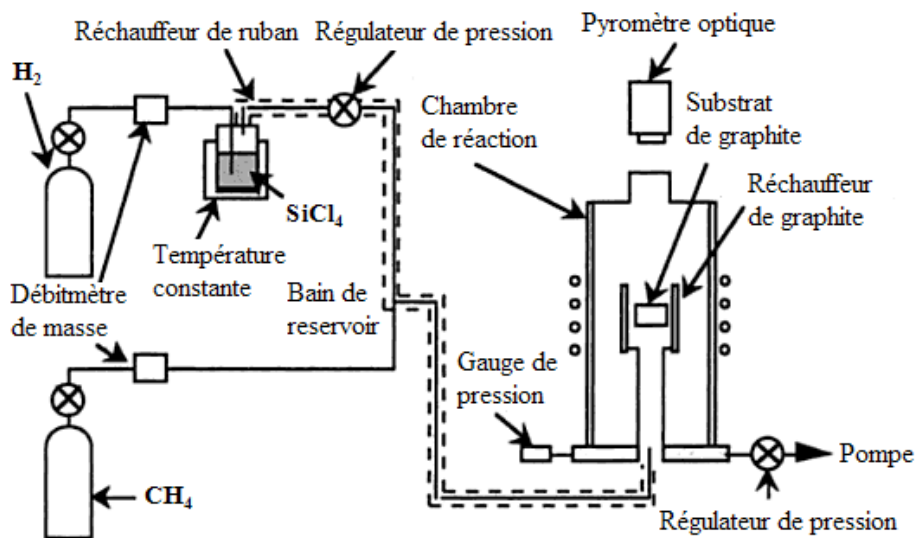 Réchauffeur de ruban
Régulateur de pression
Pyromètre optique
H₂
Chambre
de réaction
Substrat
de graphite
SiCl₄
Réchauffeur
de graphite
Température
constante
Débitmètre
de masse
Bain de
reservoir
Gauge de
pression
CH₄
Pompe
Régulateur de pression